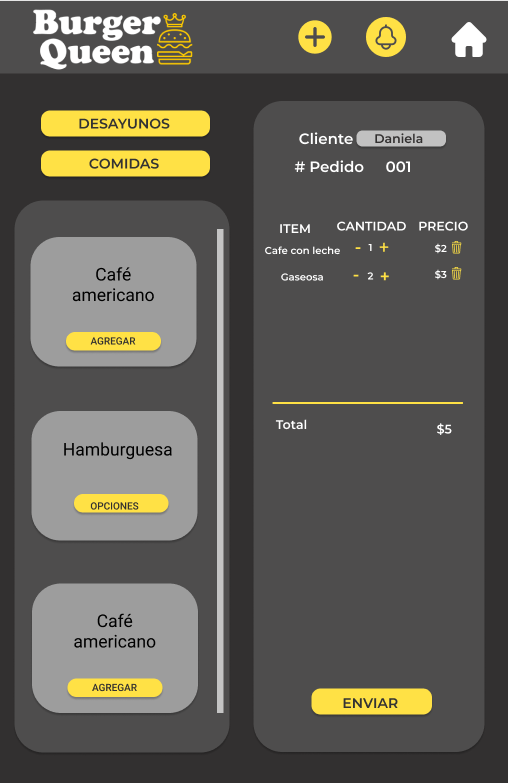 Burger
Queen
DESAYUNOS
COMIDAS
Café
americano
AGREGAR
Hamburguesa
OPCIONES
Café
americano
AGREGAR
Cliente Daniela
# Pedido 001
ITEM CANTIDAD PRECIO
Cafe con leche - 1 + $2
Gaseosa - 2 + $3
Total $5
ENVIAR